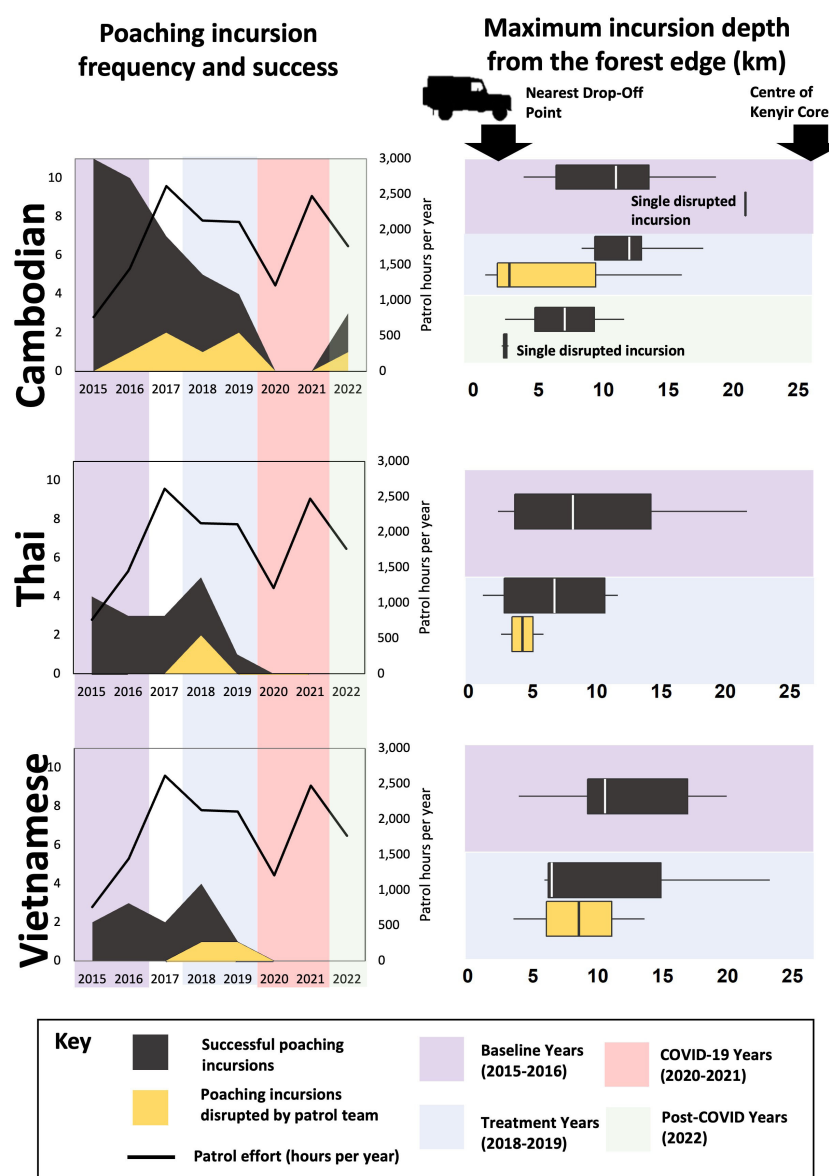 Poaching incursion
frequency and success
Maximum incursion depth
from the forest edge (km)
Nearest Drop-Off
Point
Centre of
Kenyir Core
Cambodian
10
8
6
4
2
0
3,000
2,500
2,000
1,500
1,000
500
0
Patrol hours per year
2015 2016 2017 2018 2019 2020 2021 2022
Single disrupted
incursion
Single disrupted incursion
0 5 10 15 20 25
Thai
10
8
6
4
2
0
3,000
2,500
2,000
1,500
1,000
500
0
Patrol hours per year
2015 2016 2017 2018 2019 2020 2021 2022
0 5 10 15 20 25
Vietnamese
10
8
6
4
2
0
3,000
2,500
2,000
1,500
1,000
500
0
Patrol hours per year
2015 2016 2017 2018 2019 2020 2021 2022
0 5 10 15 20 25
Key
Successful poaching
incursions
Poaching incursions
disrupted by patrol team
Patrol effort (hours per year)
Baseline Years
(2015-2016)
Treatment Years
(2018-2019)
COVID-19 Years
(2020-2021)
Post-COVID Years
(2022)